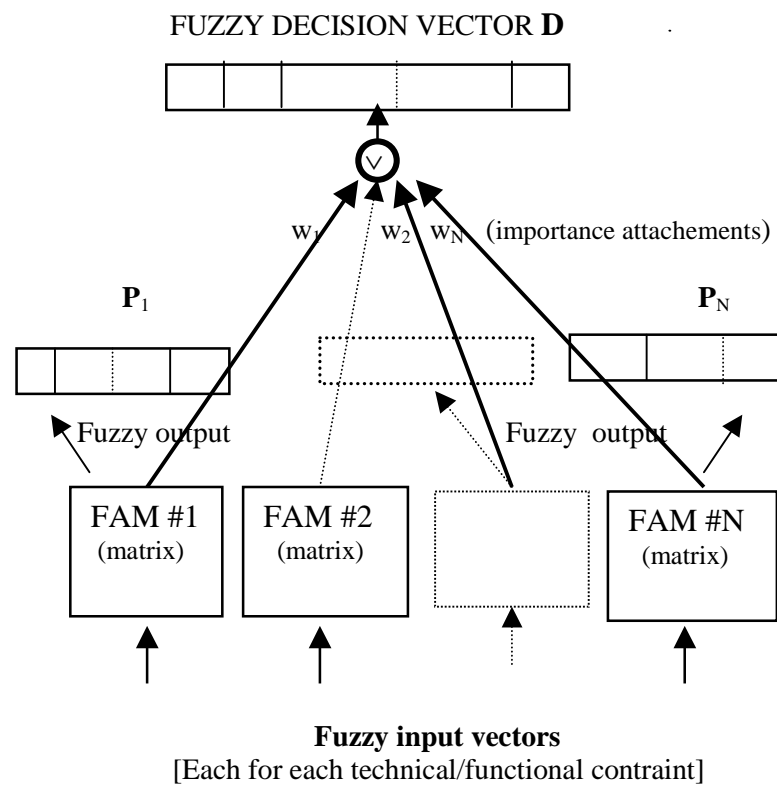 FUZZY DECISION VECTOR D
w₁ w₂ wN (importance attachements)
P₁ PN
Fuzzy output Fuzzy output
FAM #1 FAM #2 FAM #N
(matrix) (matrix) (matrix)
Fuzzy input vectors
[Each for each technical/functional contraint]